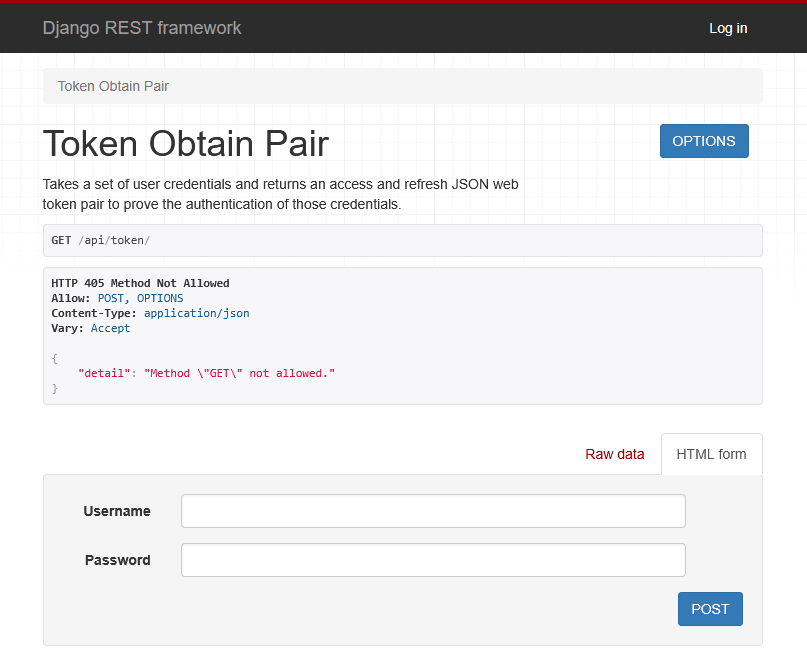 Django REST framework
Log in
Token Obtain Pair
Token Obtain Pair
OPTIONS
Takes a set of user credentials and returns an access and refresh JSON web
token pair to prove the authentication of those credentials.
GET /api/token/
HTTP 405 Method Not Allowed
Allow: POST, OPTIONS
Content-Type: application/json
Vary: Accept
{
    "detail": "Method \"GET\" not allowed."
}
Raw data
HTML form
Username
Password
POST